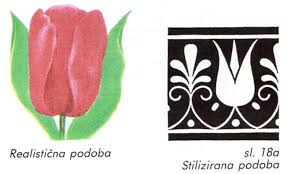 Realistična podoba
sl. 18a
Stilizirana podoba